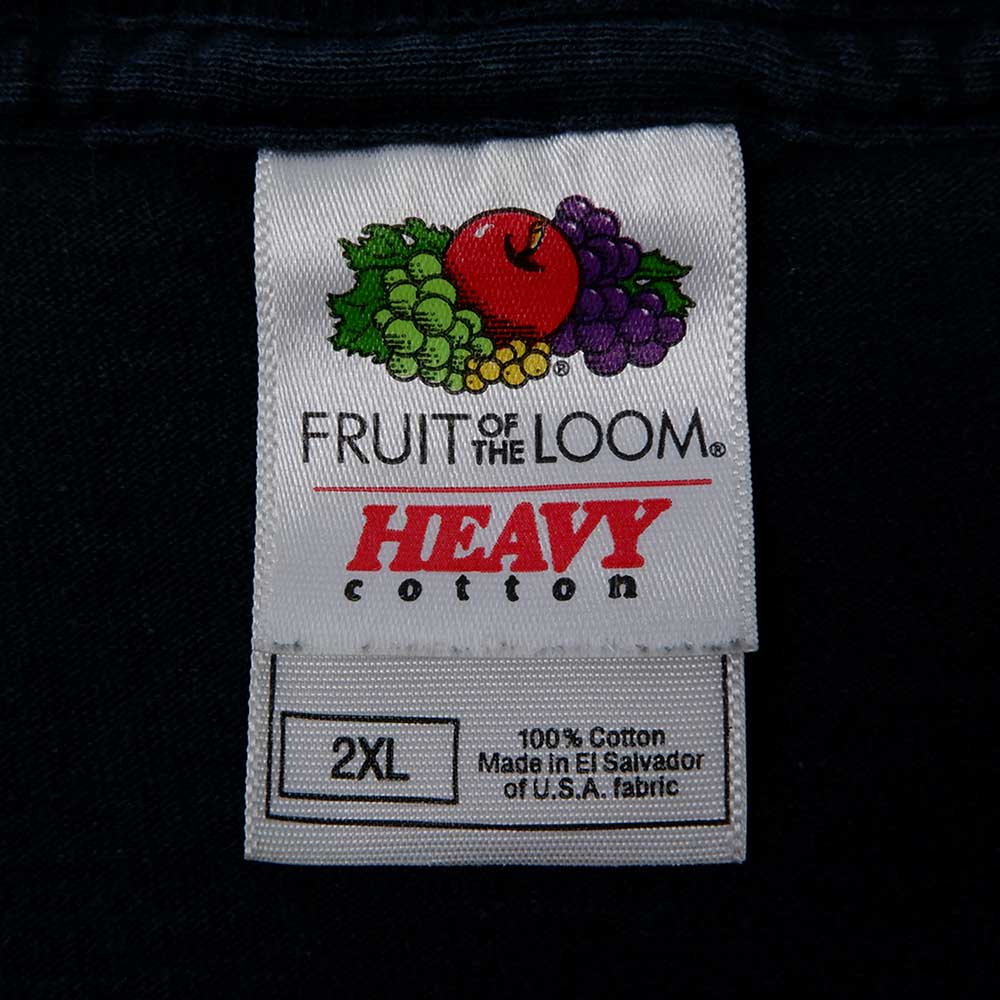 ®
FRUIT OF THE LOOM®
HEAVY
cotton
2XL
100% Cotton
Made in El Salvador
of U.S.A. fabric